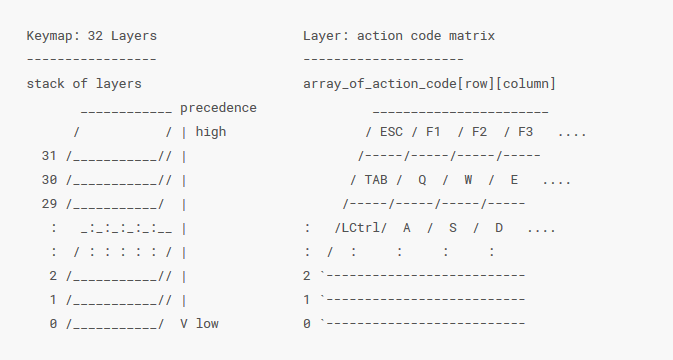 Keymap: 32 Layers                   Layer: action code matrix
-----------------                   ---------------------
stack of layers                     array_of_action_code[row][column]
       ____________ precedence               _______________________
      /           / | high                  / ESC / F1  / F2  / F3   ....
  31 /___________// |                      /-----/-----/-----/-----
  30 /___________// |                     / TAB /  Q  /  W  /  E   ....
  29 /___________/  |                    /-----/-----/-----/-----
   :   _:_:_:_:_:__ |               :   /LCtrl/  A  /  S  /  D   ....
   :  / : : : : : / |               :  /  :     :     :     :
   2 /___________// |               2 `--------------------------
   1 /___________// |               1 `--------------------------
   0 /___________/  V low           0 `--------------------------